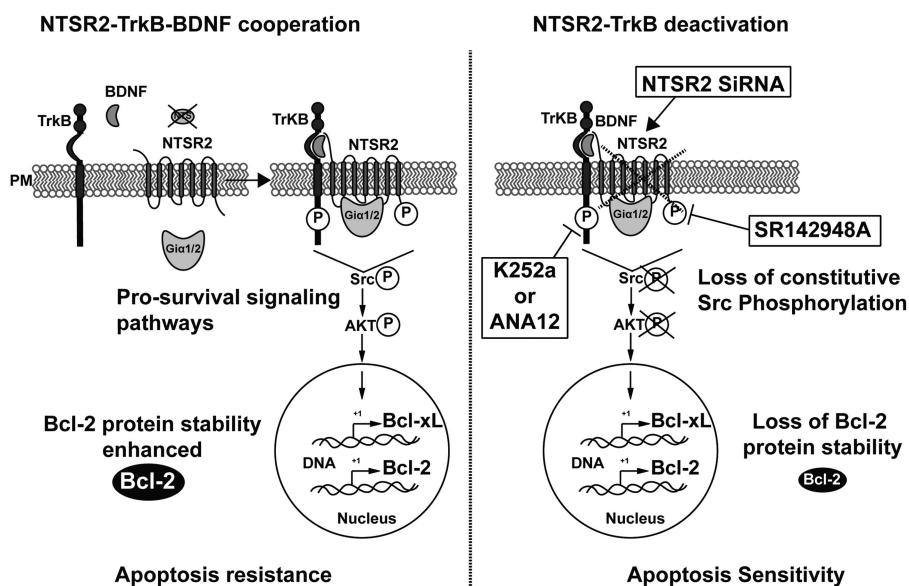 NTSR2-TrkB-BDNF cooperation
BDNF
TrkB
NTS
NTSR2
PM
Giα1/2
TrKB
NTSR2
P
P
Giα1/2
Src P
Pro-survival signaling
pathways
AKT P
Bcl-2 protein stability
enhanced
Bcl-2
+1
Bcl-xL
DNA
+1
Bcl-2
Nucleus
Apoptosis resistance
NTSR2-TrkB deactivation
NTSR2 SiRNA
TrKB
BDNF
NTSR2
P
P
Giα1/2
SR142948A
K252a
or
ANA12
Src P
Loss of constitutive
Src Phosphorylation
AKT P
+1
Bcl-xL
DNA
+1
Bcl-2
Nucleus
Loss of Bcl-2
protein stability
Bcl-2
Apoptosis Sensitivity